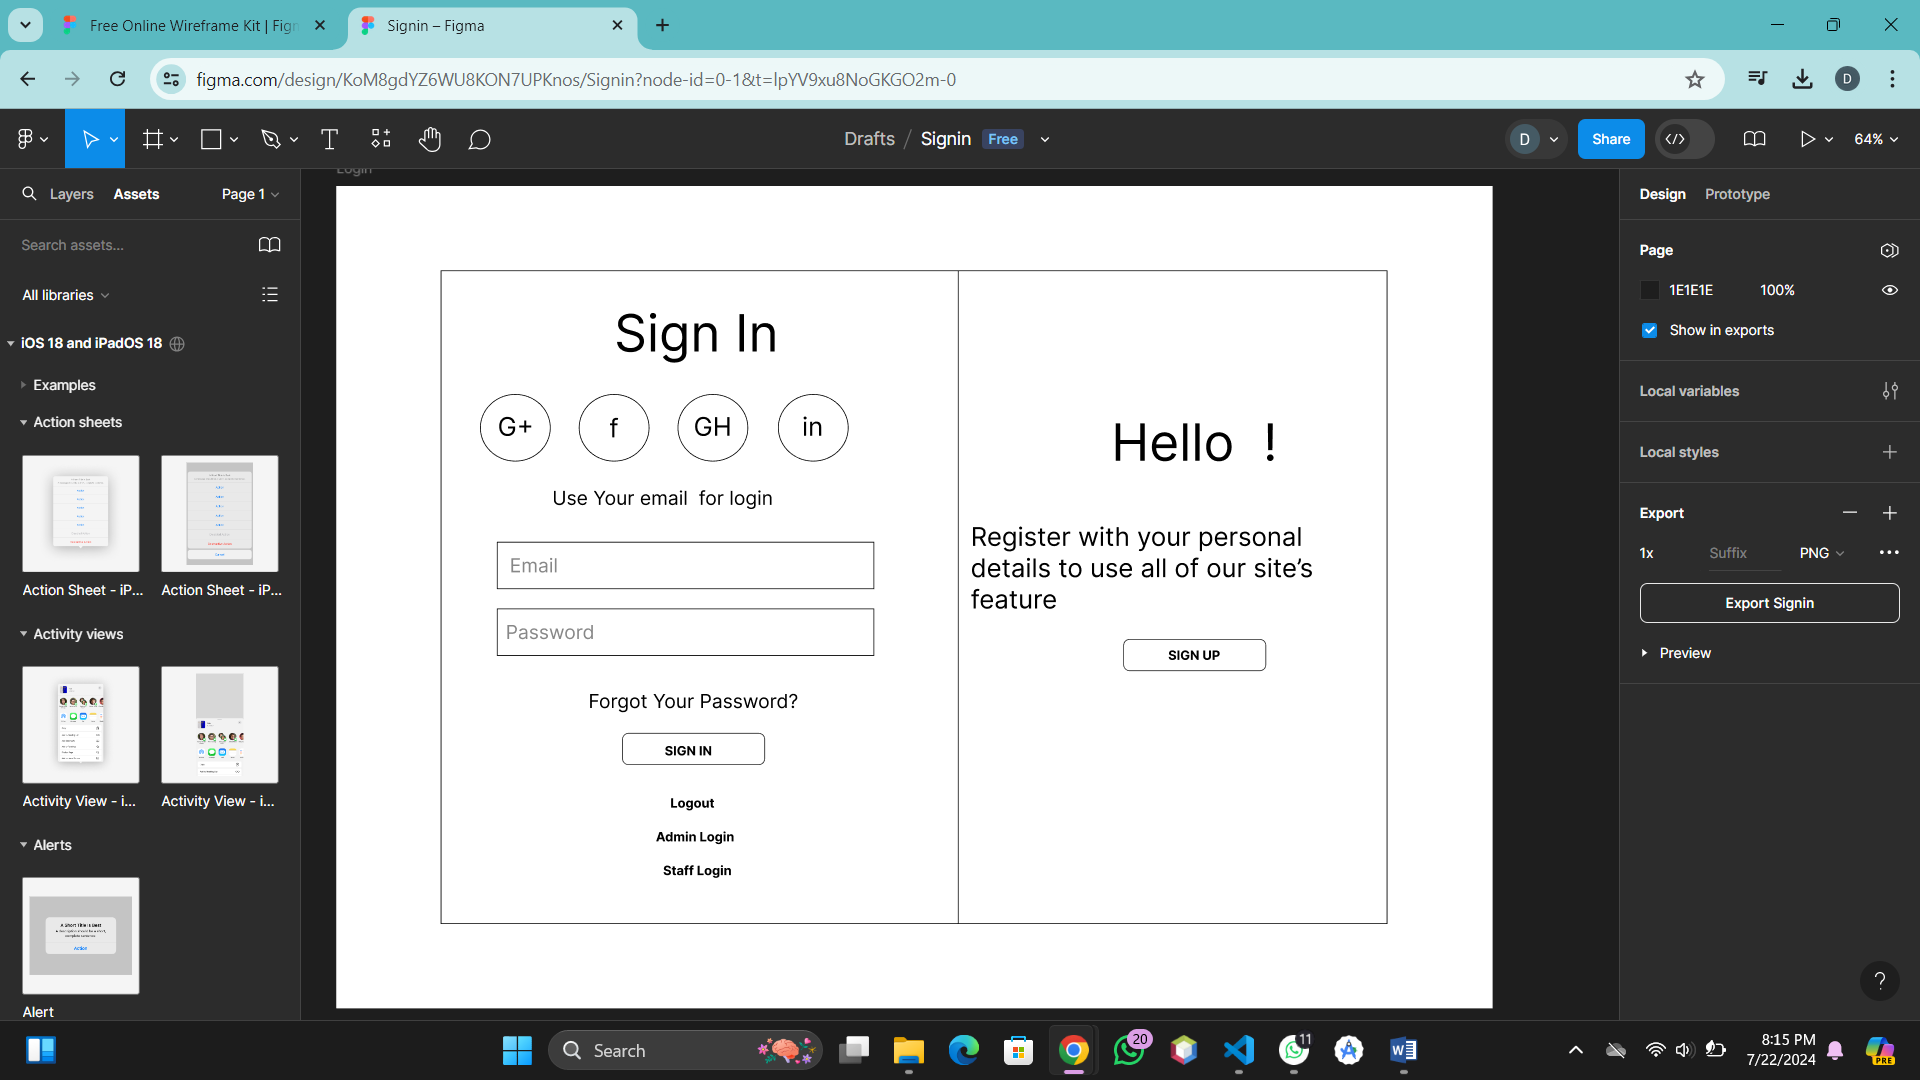 Free Online Wireframe Kit | Figm
Signin – Figma
figma.com/design/KoM8gdYZ6WU8KON7UPKnos/Signin?node-id=0-1&t=lpYV9xu8NoGKGO2m-0
D
Drafts / Signin Free
D
Share
64%
Layers
Assets
Page 1
Login
Design
Prototype
Search assets...
Page
All libraries
1E1E1E
100%
Show in exports
iOS 18 and iPadOS 18
Examples
Action sheets
Local variables
Local styles
Export
1x
Suffix
PNG
Export Signin
Preview
Action Sheet - iP...
Action Sheet - iP...
Activity views
Activity View - i...
Activity View - i...
Alerts
A Short Title Is Best
Action
Alert
Sign In
G+
f
GH
in
Use Your email  for login
Email
Password
Forgot Your Password?
SIGN IN
Logout
Admin Login
Staff Login
Hello  !
Register with your personal
details to use all of our site’s
feature
SIGN UP
?
Search
20
11
W
8:15 PM
7/22/2024
PRE